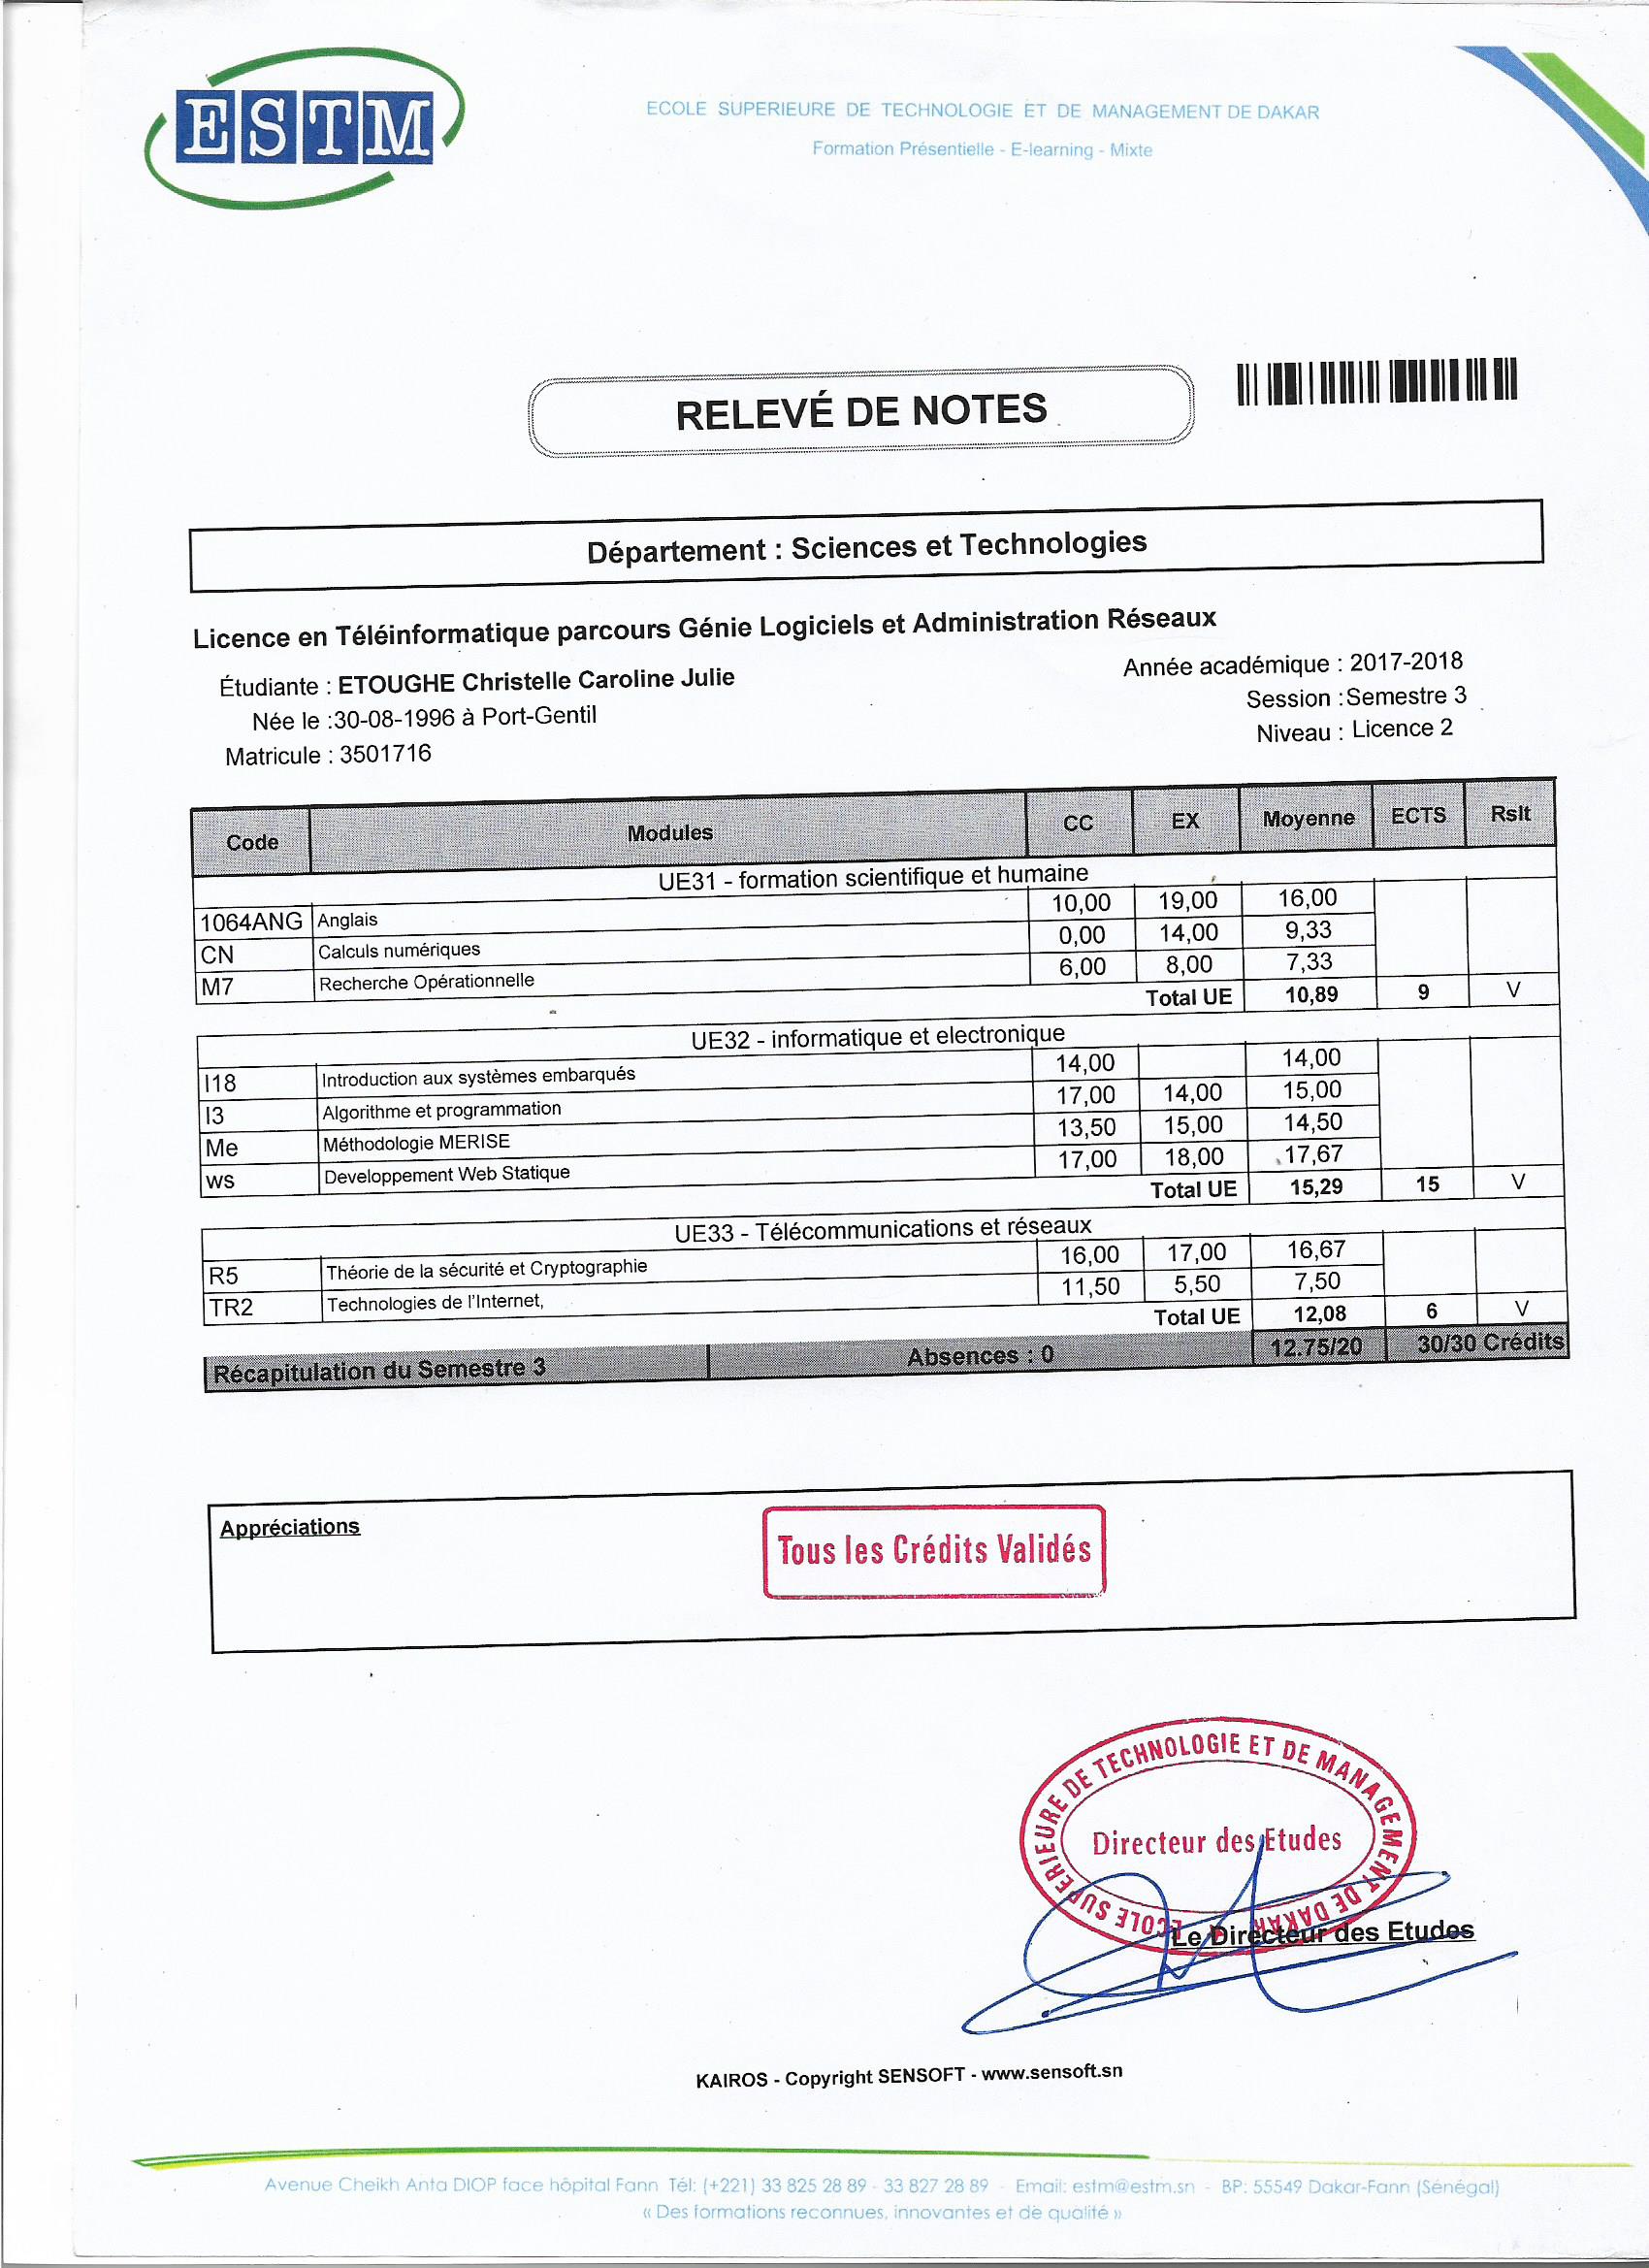 ESTM
ECOLE SUPERIEURE DE TECHNOLOGIE ET DE MANAGEMENT DE DAKAR
Formation Présentielle - E-learning - Mixte
RELEVÉ DE NOTES
Département : Sciences et Technologies
Licence en Téléinformatique parcours Génie Logiciels et Administration Réseaux
Étudiante : ETOUGHE Christelle Caroline Julie
Année académique : 2017-2018
Née le :30-08-1996 à Port-Gentil
Session :Semestre 3
Matricule : 3501716
Niveau : Licence 2
Code Modules CC EX Moyenne ECTS Rslt
UE31 - formation scientifique et humaine
1064ANG Anglais 10,00 19,00 16,00
CN Calculs numériques 0,00 14,00 9,33
M7 Recherche Opérationnelle 6,00 8,00 7,33
Total UE 10,89 9 V
UE32 - informatique et electronique
I18 Introduction aux systèmes embarqués 14,00 14,00
I3 Algorithme et programmation 17,00 14,00 15,00
Me Méthodologie MERISE 13,50 15,00 14,50
ws Developpement Web Statique 17,00 18,00 17,67
Total UE 15,29 15 V
UE33 - Télécommunications et réseaux
R5 Théorie de la sécurité et Cryptographie 16,00 17,00 16,67
TR2 Technologies de l'Internet, 11,50 5,50 7,50
Total UE 12,08 6 V
Récapitulation du Semestre 3 Absences : 0 12.75/20 30/30 Crédits
Appréciations
Tous les Crédits Validés
ECOLE SUPERIEURE DE TECHNOLOGIE ET DE MANAGEMENT DE DAKAR
Directeur des Etudes
Le Directeur des Etudes
KAIROS - Copyright SENSOFT - www.sensoft.sn
Avenue Cheikh Anta DIOP face hôpital Fann Tél: (+221) 33 825 28 89 - 33 827 28 89 - Email: estm@estm.sn - BP: 55549 Dakar-Fann (Sénégal)
« Des formations reconnues, innovantes et de qualité »